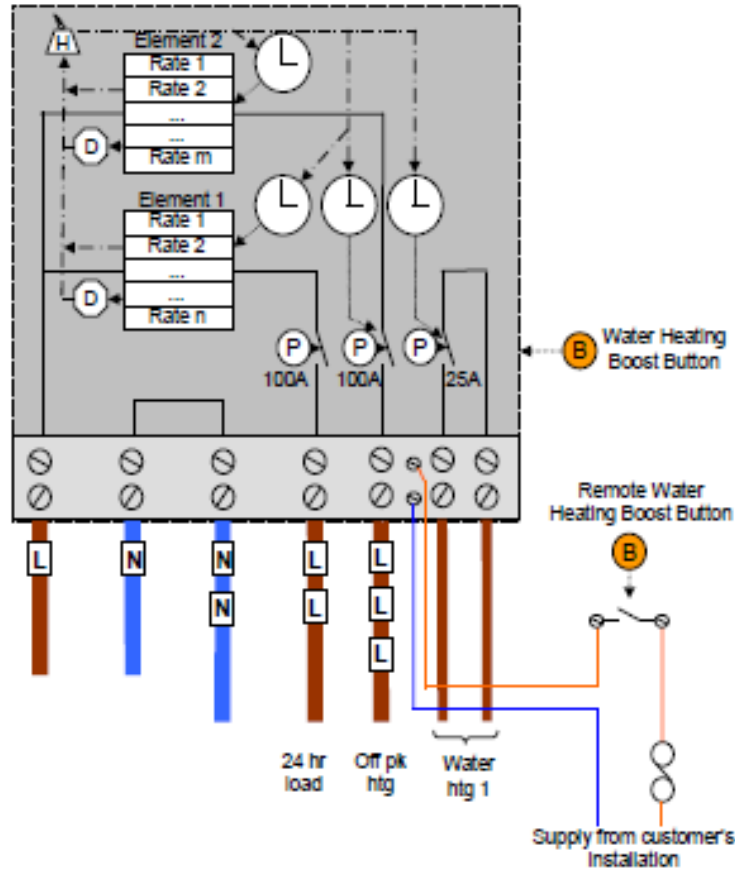 H
Element 2
Rate 1
Rate 2
...
...
D
Rate m
Element 1
Rate 1
Rate 2
...
D
....
Rate n
P
P
P
100A
100A
25A
B
Water Heating
Boost Button
Remote Water
Heating Boost Button
B
L
N
N
L
L
N
L
L
L
L
24 hr
load
Off pk
htg
Water
htg 1
Supply from customer's
Installation